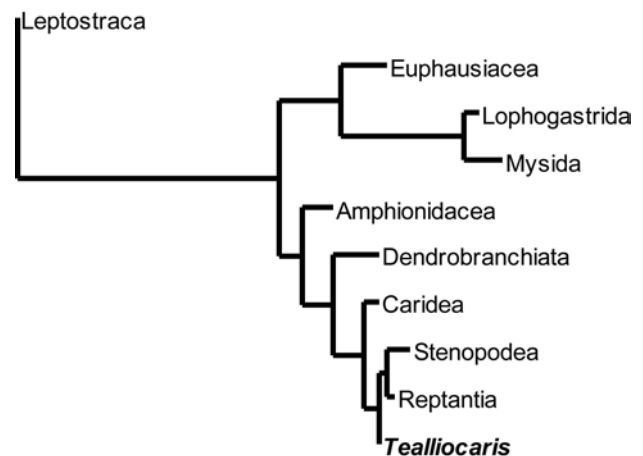 Leptostraca
Euphausiacea
Lophogastrida
Mysida
Amphionidacea
Dendrobranchiata
Caridea
Stenopodea
Reptantia
Tealliocaris